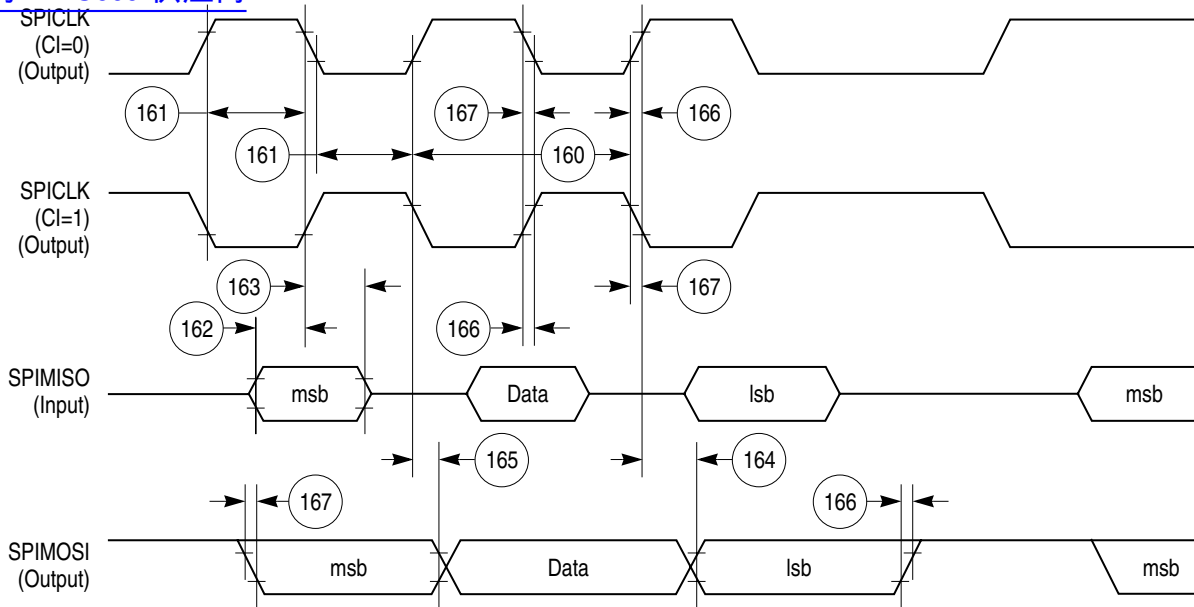 SPICLK
(CI=0)
(Output)
161
167
166
161
160
SPICLK
(CI=1)
(Output)
163
167
162
166
SPIMISO
(Input)
msb
Data
lsb
msb
165
164
167
166
SPIMOSI
(Output)
msb
Data
lsb
msb